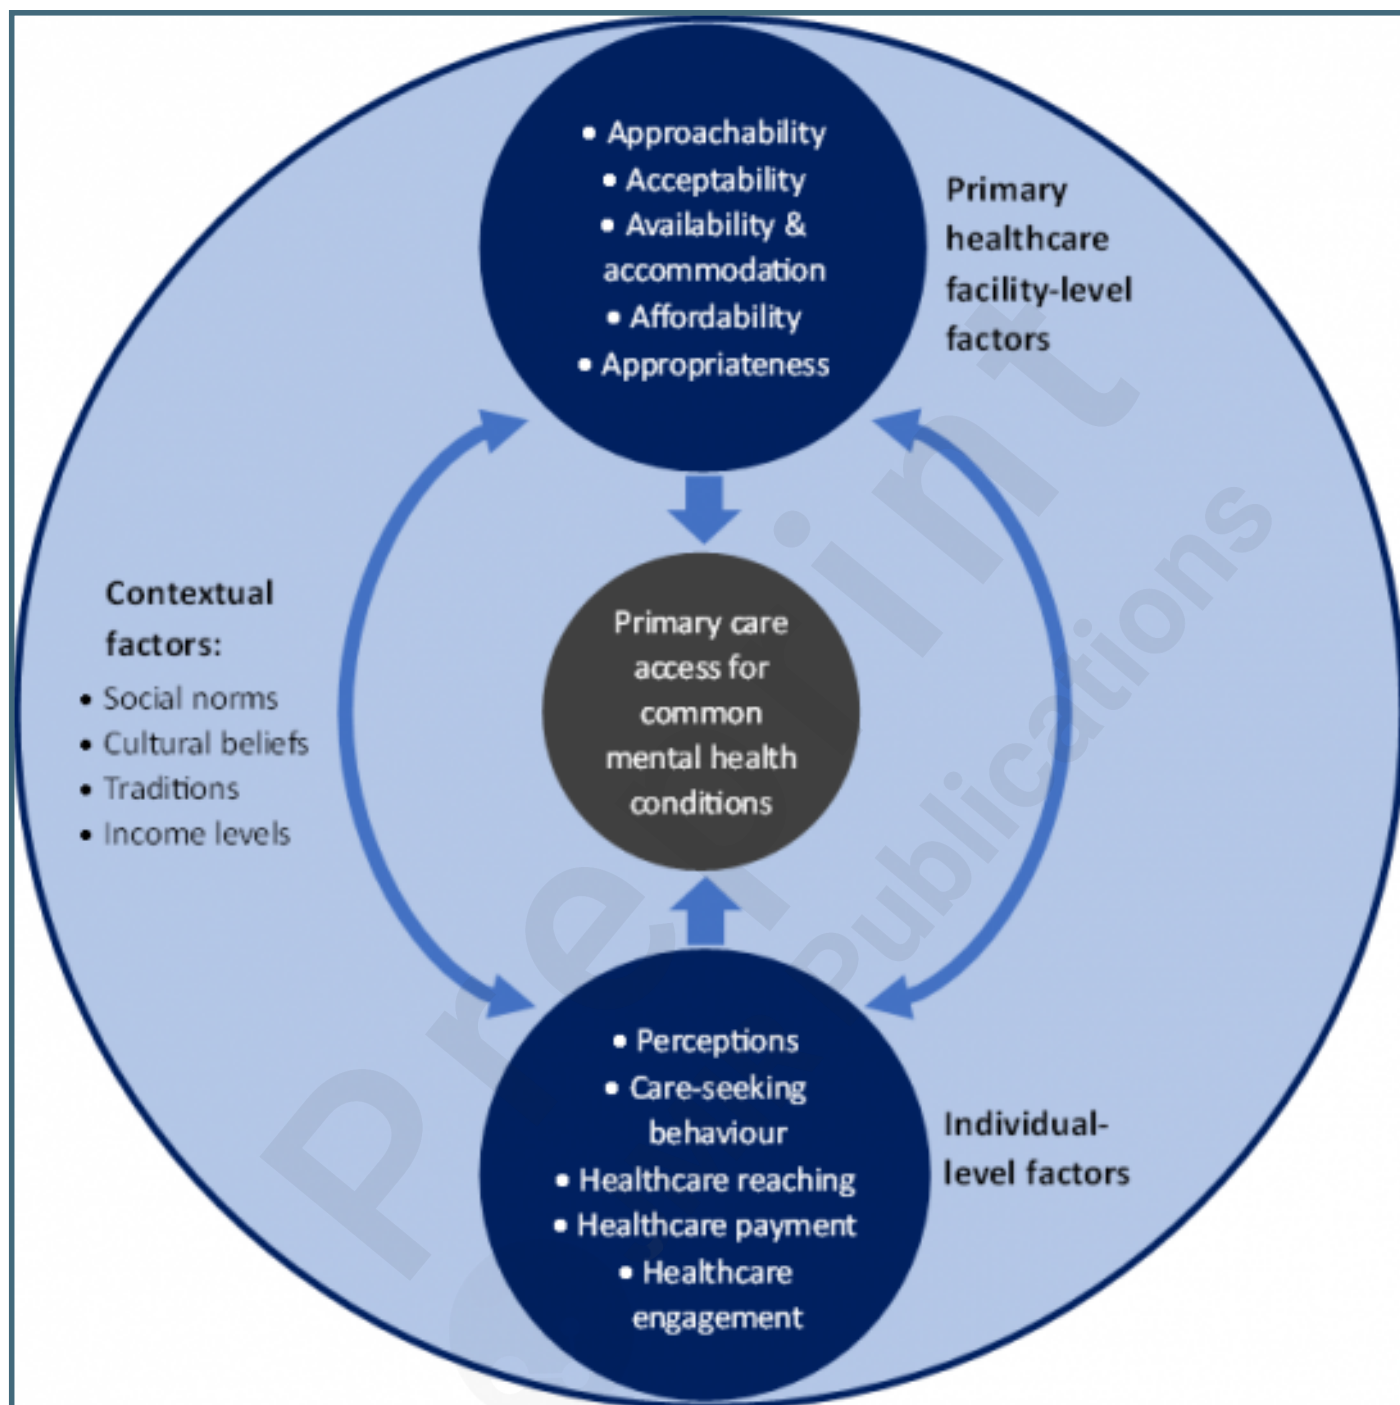 • Approachability
• Acceptability
• Availability &
accommodation
• Affordability
• Appropriateness
Primary
healthcare
facility-level
factors
Contextual
factors:
• Social norms
• Cultural beliefs
• Traditions
• Income levels
Primary care
access for
common
mental health
conditions
• Perceptions
• Care-seeking
behaviour
• Healthcare reaching
• Healthcare payment
• Healthcare
engagement
Individual-
level factors
Preprint
Publications